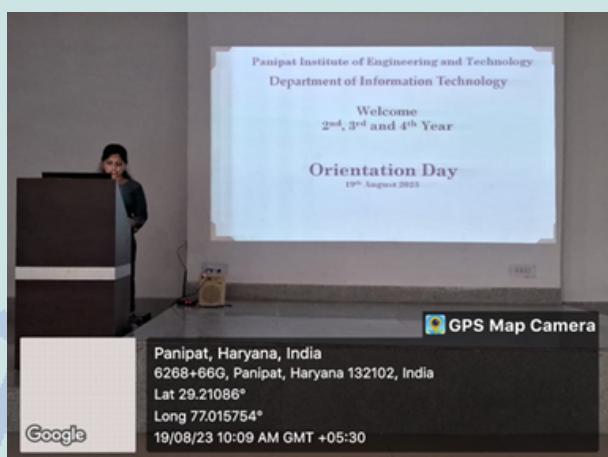 Panipat Institute of Engineering and Technology
Department of Information Technology
Welcome
2nd, 3rd and 4th Year
Orientation Day
19th August 2023
GPS Map Camera
Panipat, Haryana, India
6268+66G, Panipat, Haryana 132102, India
Lat 29.21086°
Long 77.015754°
19/08/23 10:09 AM GMT +05:30
Google